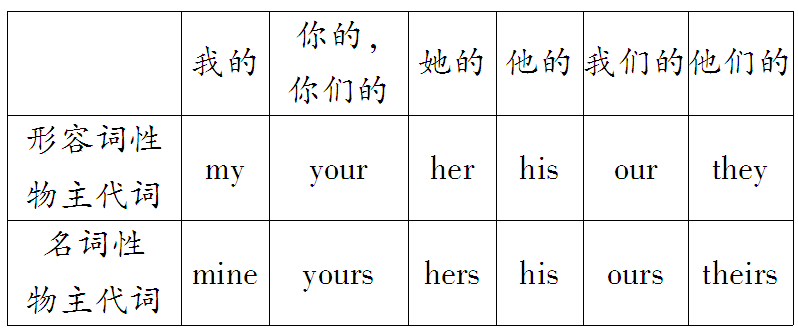 我的 你的， 你们的 她的 他的 我们的 他们的
形容词性 物主代词 my your her his our they
名词性 物主代词 mine yours hers his ours theirs